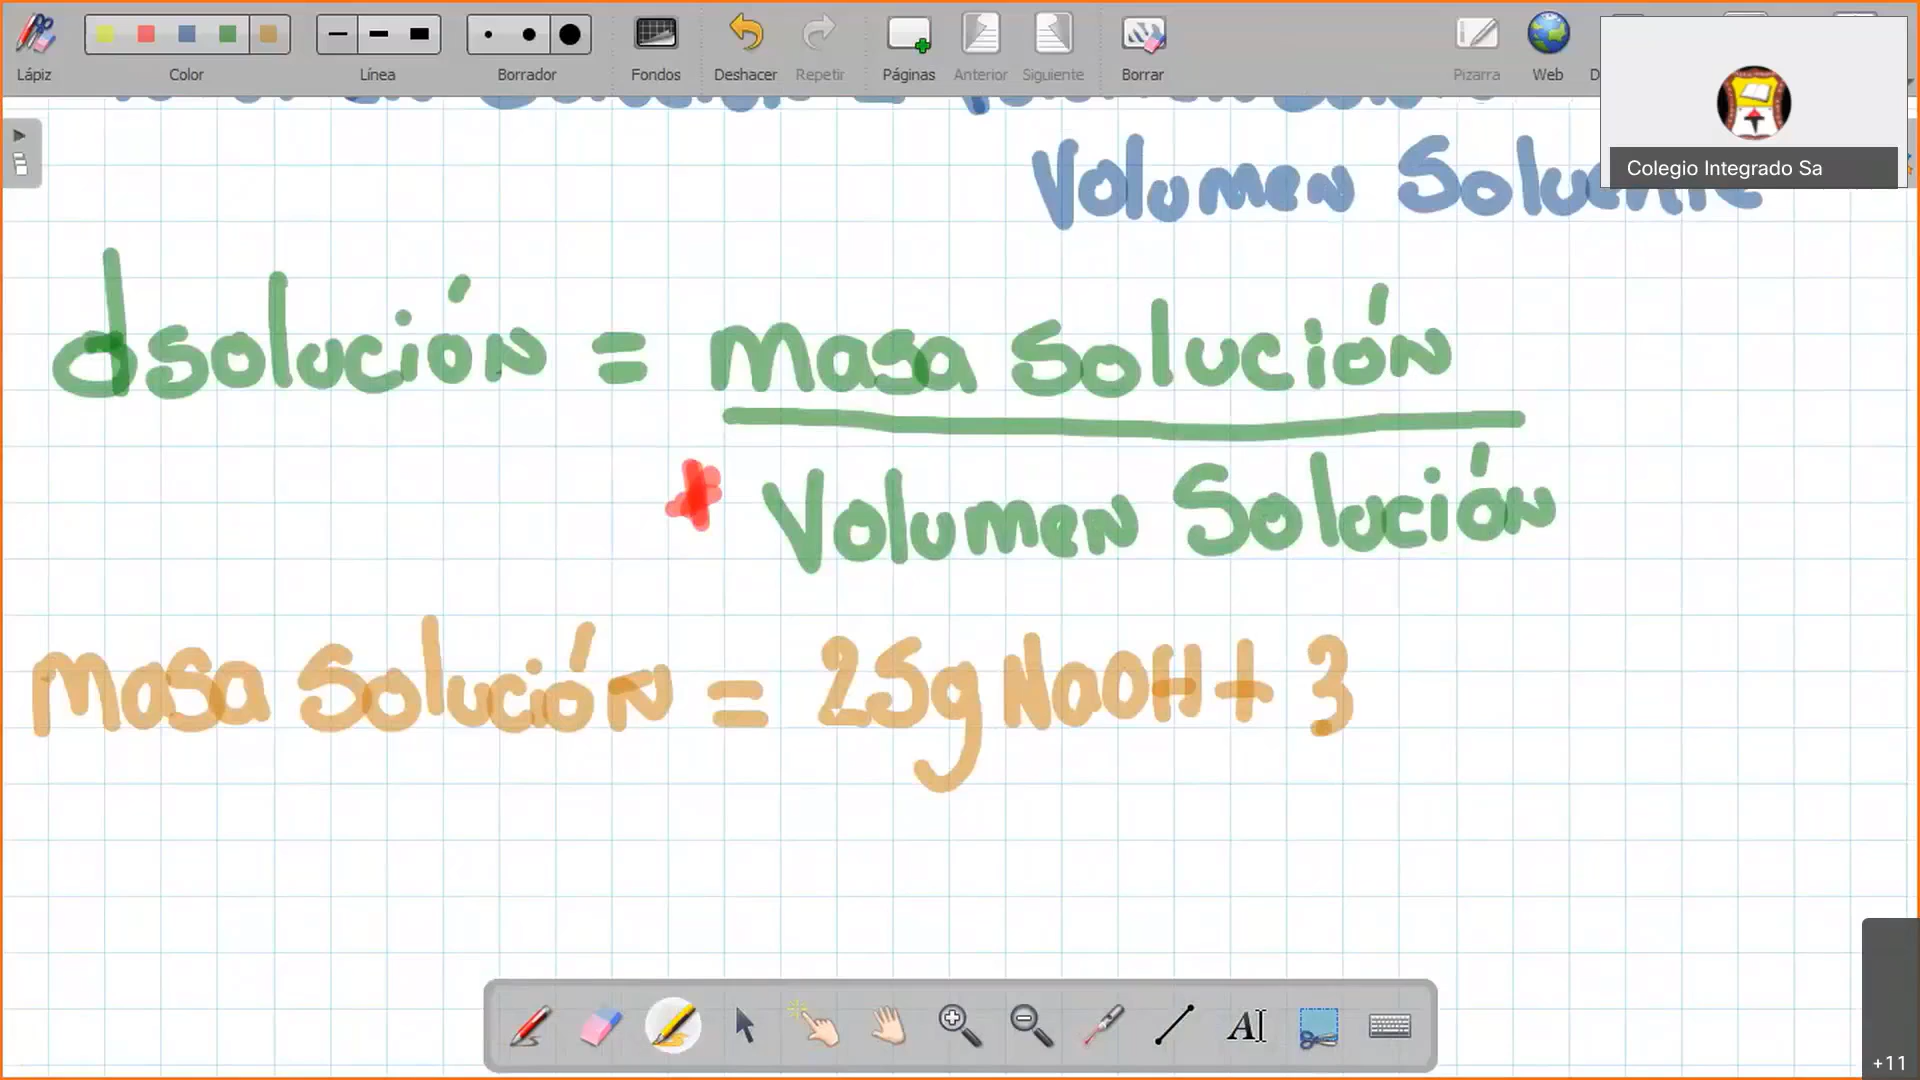 Lápiz Color Línea Borrador Fondos Deshacer Repetir Páginas Anterior Siguiente Borrar Pizarra Web D
Colegio Integrado Sa
Volumen Solvente
dsolución = masa solución
* Volumen Solución
masa solución = 25g NaOH + 3
+11